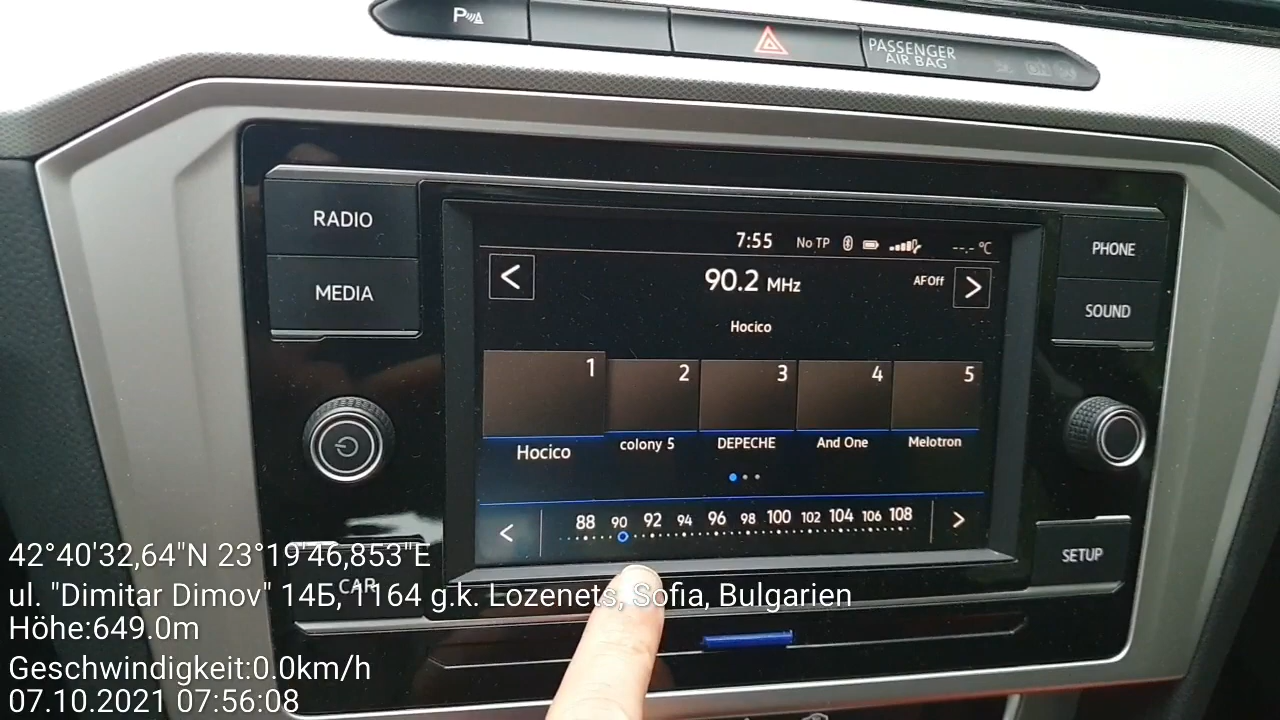 P
PASSENGER
AIR BAG
RADIO
MEDIA
PHONE
SOUND
SETUP
CAR
7:55 No TP --.- °C
< 90.2 MHz AF Off >
Hocico
1 2 3 4 5
Hocico colony 5 DEPECHE And One Melotron
< 88 90 92 94 96 98 100 102 104 106 108 >
42°40'32,64"N 23°19'46,853"E
ul. "Dimitar Dimov" 14Б, 1164 g.k. Lozenets, Sofia, Bulgarien
Höhe:649.0m
Geschwindigkeit:0.0km/h
07.10.2021 07:56:08